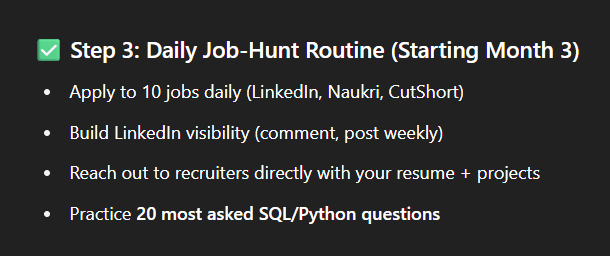 ✅ Step 3: Daily Job-Hunt Routine (Starting Month 3)
• Apply to 10 jobs daily (LinkedIn, Naukri, CutShort)
• Build LinkedIn visibility (comment, post weekly)
• Reach out to recruiters directly with your resume + projects
• Practice 20 most asked SQL/Python questions